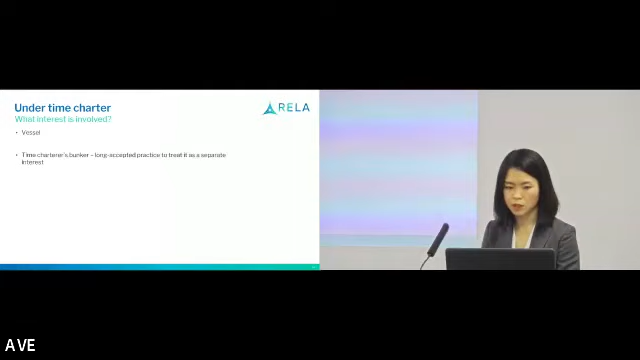 Under time charter
What interest is involved?
ARELA
• Vessel
• Time charterer's bunker – long-accepted practice to treat it as a separate
interest
AVE